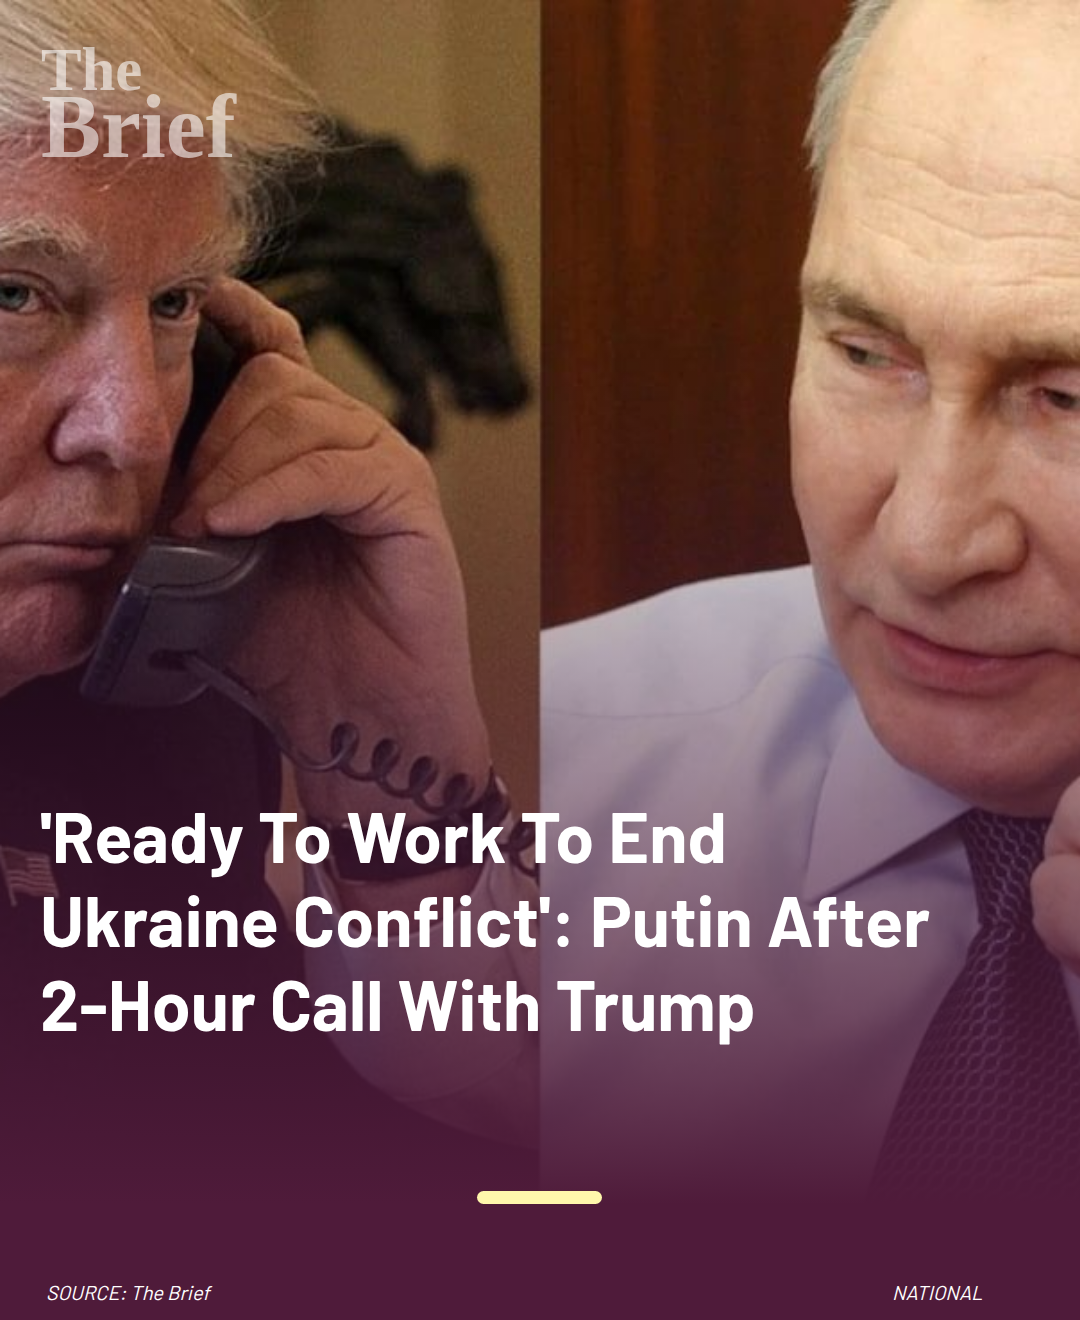 The
Brief
'Ready To Work To End
Ukraine Conflict': Putin After
2-Hour Call With Trump
SOURCE: The Brief
NATIONAL